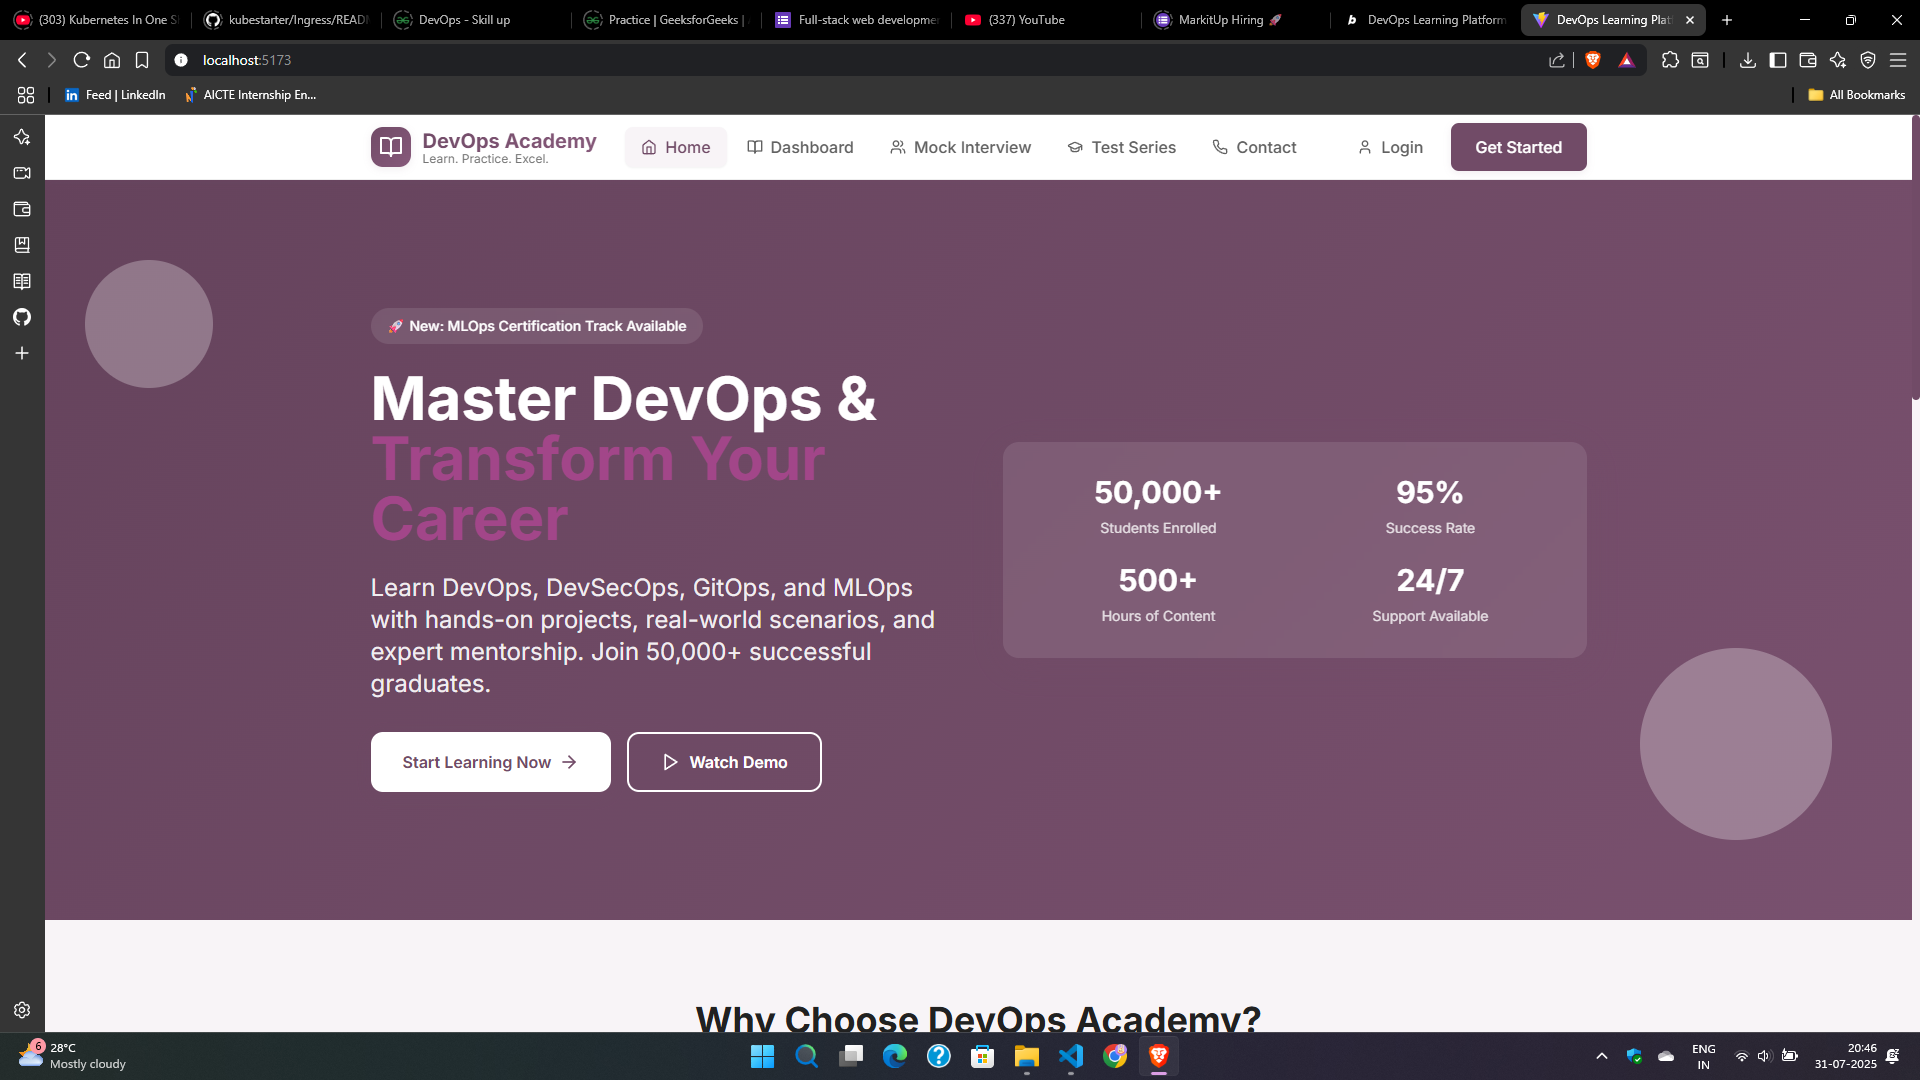 (303) Kubernetes In One S
kubestarter/Ingress/READ
DevOps - Skill up
Practice | GeeksforGeeks |
Full-stack web developme
(337) YouTube
MarkitUp Hiring 🚀
DevOps Learning Platform
DevOps Learning Plat
localhost:5173
Feed | LinkedIn
AICTE Internship En...
All Bookmarks
DevOps Academy
Learn. Practice. Excel.
Home
Dashboard
Mock Interview
Test Series
Contact
Login
Get Started
🚀 New: MLOps Certification Track Available
Master DevOps &
Transform Your
Career
Learn DevOps, DevSecOps, GitOps, and MLOps
with hands-on projects, real-world scenarios, and
expert mentorship. Join 50,000+ successful
graduates.
Start Learning Now
Watch Demo
50,000+
Students Enrolled
95%
Success Rate
500+
Hours of Content
24/7
Support Available
Why Choose DevOps Academy?
6
28°C
Mostly cloudy
ENG
IN
20:46
31-07-2025